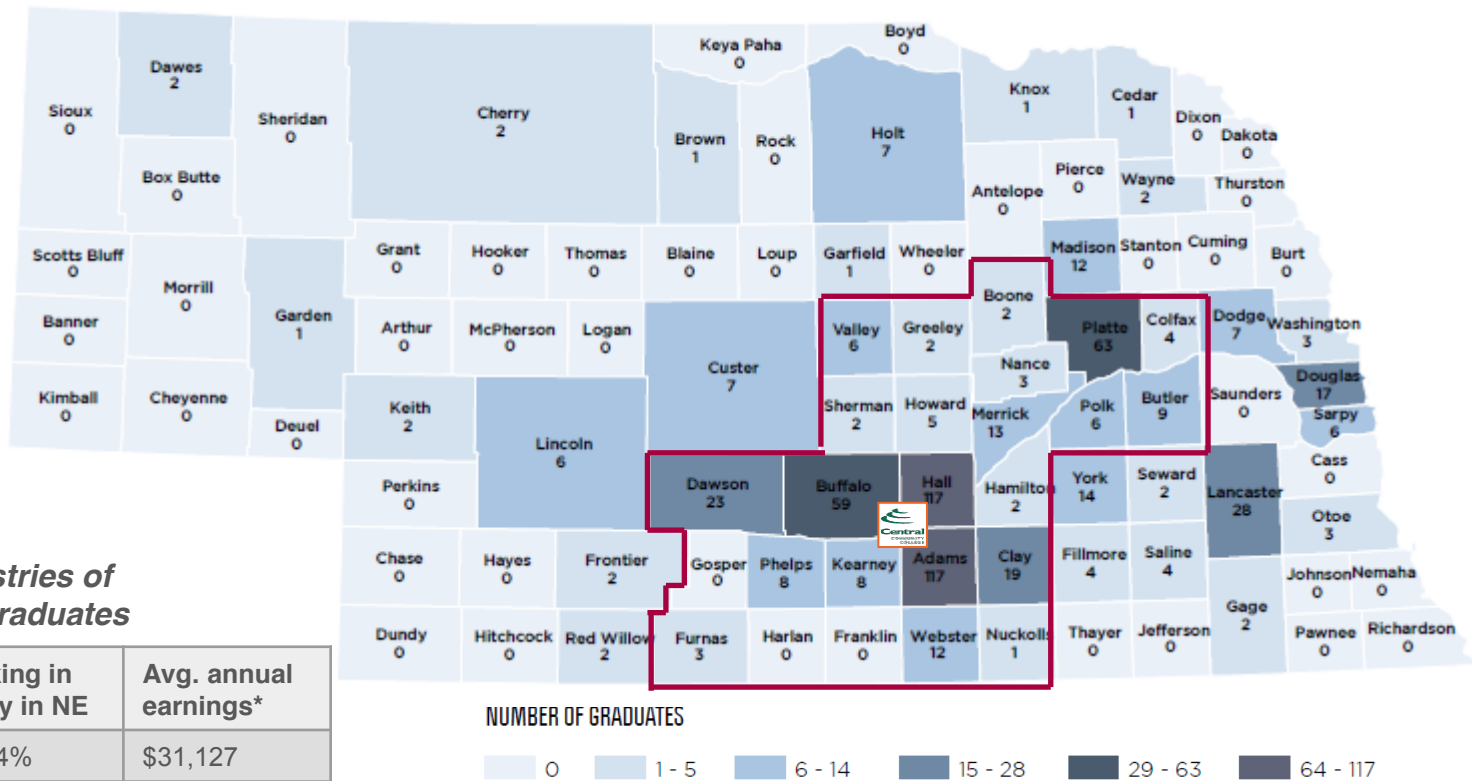 Boyd
0
Keya Paha
0
Dawes
2
Sioux
0
Sheridan
0
Cherry
2
Brown
1
Rock
0
Holt
7
Knox
1
Cedar
1
Dixon
0
Dakota
0
Box Butte
0
Antelope
0
Pierce
0
Wayne
2
Thurston
0
Scotts Bluff
0
Morrill
0
Garden
1
Grant
0
Hooker
0
Thomas
0
Blaine
0
Loup
0
Garfield
1
Wheeler
0
Madison
12
Stanton
0
Cuming
0
Burt
0
Banner
0
Arthur
0
McPherson
0
Logan
0
Custer
7
Valley
6
Greeley
2
Boone
2
Platte
63
Colfax
4
Dodge
7
Washington
3
Nance
3
Douglas
17
Kimball
0
Cheyenne
0
Deuel
0
Keith
2
Lincoln
6
Sherman
2
Howard
5
Merrick
13
Polk
6
Butler
9
Saunders
0
Sarpy
6
Perkins
0
Dawson
23
Buffalo
59
Hall
117
Hamilton
2
York
14
Seward
2
Lancaster
28
Cass
0
Otoe
3
Central
COMMUNITY
COLLEGE
Chase
0
Hayes
0
Frontier
2
Gosper
0
Phelps
8
Kearney
8
Adams
117
Clay
19
Fillmore
4
Saline
4
Johnson
0
Nemaha
0
Dundy
0
Hitchcock
0
Red Willow
2
Furnas
3
Harlan
0
Franklin
0
Webster
12
Nuckolls
1
Thayer
0
Jefferson
0
Gage
2
Pawnee
0
Richardson
0
stries of
raduates
king in
y in NE
Avg. annual
earnings*
4%
$31,127
NUMBER OF GRADUATES
0 1 - 5 6 - 14 15 - 28 29 - 63 64 - 117